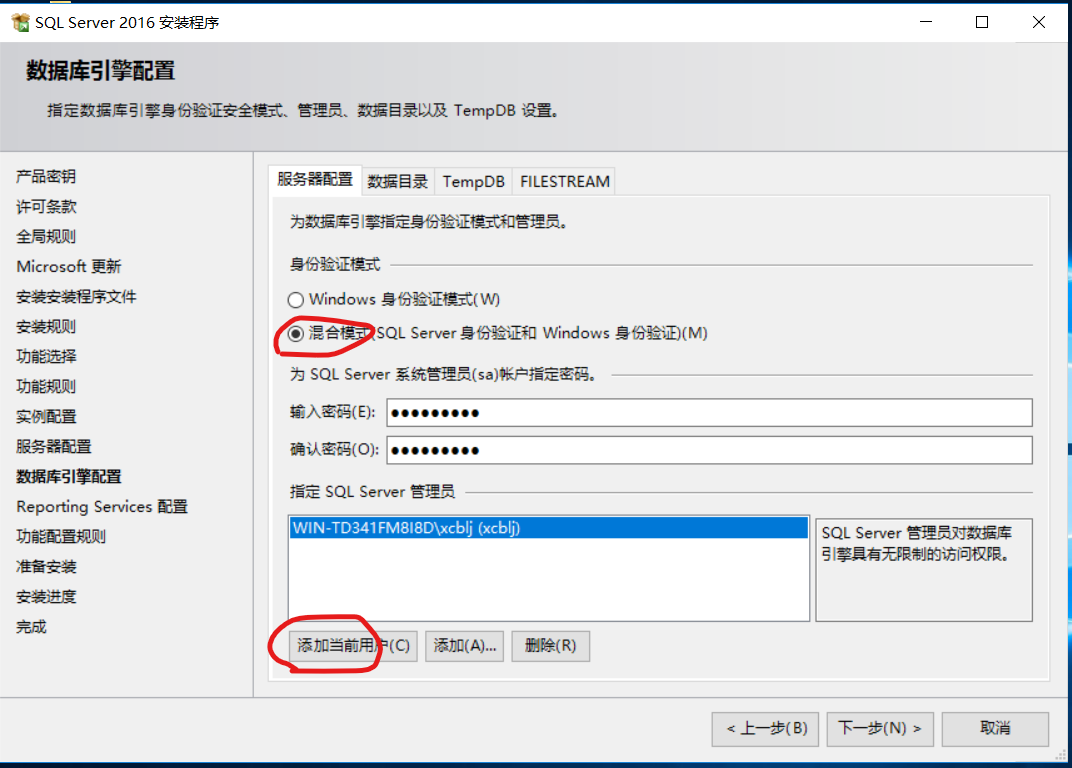 SQL Server 2016 安装程序
数据库引擎配置
指定数据库引擎身份验证安全模式、管理员、数据目录以及 TempDB 设置。
产品密钥
许可条款
全局规则
Microsoft 更新
安装安装程序文件
安装规则
功能选择
功能规则
实例配置
服务器配置
数据库引擎配置
Reporting Services 配置
功能配置规则
准备安装
安装进度
完成
服务器配置 数据目录 TempDB FILESTREAM
为数据库引擎指定身份验证模式和管理员。
身份验证模式
Windows 身份验证模式(W)
混合模式(SQL Server 身份验证和 Windows 身份验证)(M)
为 SQL Server 系统管理员(sa)帐户指定密码。
输入密码(E): ●●●●●●●●●
确认密码(O): ●●●●●●●●●
指定 SQL Server 管理员
WIN-TD341FM8I8D\xcblj (xcblj)
SQL Server 管理员对数据库
引擎具有无限制的访问权限。
添加当前用户(C) 添加(A)... 删除(R)
< 上一步(B) 下一步(N) > 取消